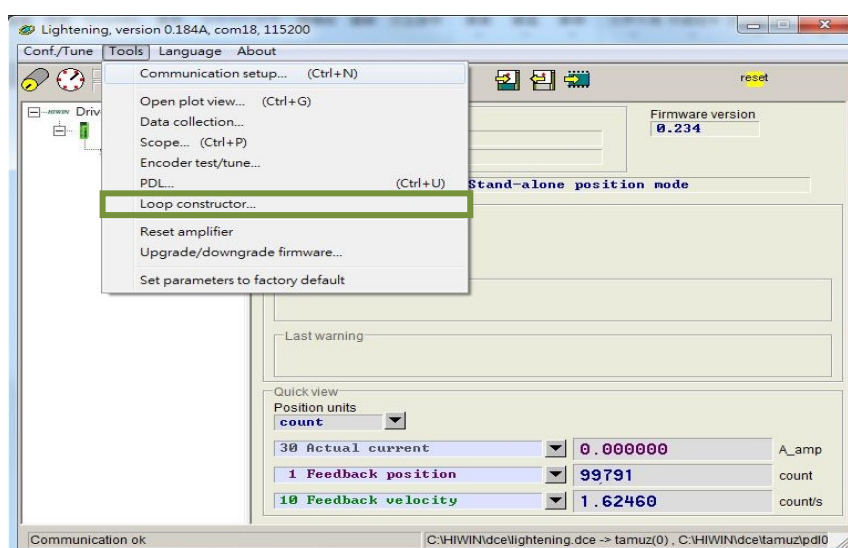 Lightening, version 0.184A, com18, 115200
Conf./Tune Tools Language About
Communication setup... (Ctrl+N)
reset
Open plot view... (Ctrl+G)
Data collection...
Scope... (Ctrl+P)
Encoder test/tune...
PDL... (Ctrl+U)
Loop constructor...
Reset amplifier
Upgrade/downgrade firmware...
Set parameters to factory default
HIWIN Driv
Firmware version
0.234
Stand-alone position mode
Last warning
Quick view
Position units
count
30 Actual current 0.000000 A_amp
1 Feedback position 99791 count
10 Feedback velocity 1.62460 count/s
Communication ok C:\HIWIN\dce\lightening.dce -> tamuz(0) , C:\HIWIN\dce\tamuz\pdl0